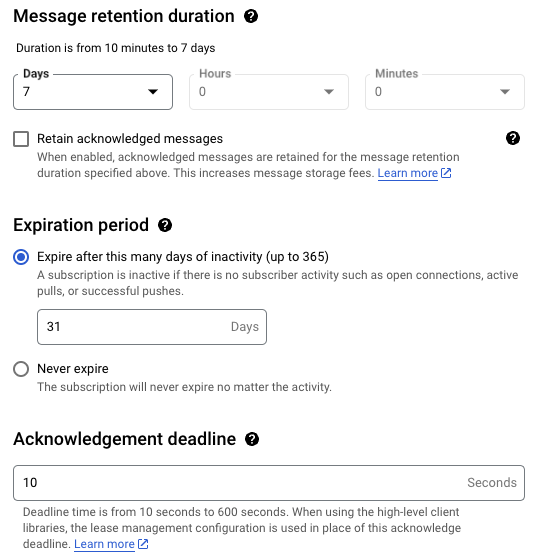 Message retention duration
Duration is from 10 minutes to 7 days
Days
7
Hours
0
Minutes
0
Retain acknowledged messages
When enabled, acknowledged messages are retained for the message retention
duration specified above. This increases message storage fees. Learn more
Expiration period
Expire after this many days of inactivity (up to 365)
A subscription is inactive if there is no subscriber activity such as open connections, active
pulls, or successful pushes.
31 Days
Never expire
The subscription will never expire no matter the activity.
Acknowledgement deadline
10 Seconds
Deadline time is from 10 seconds to 600 seconds. When using the high-level client
libraries, the lease management configuration is used in place of this acknowledge
deadline. Learn more